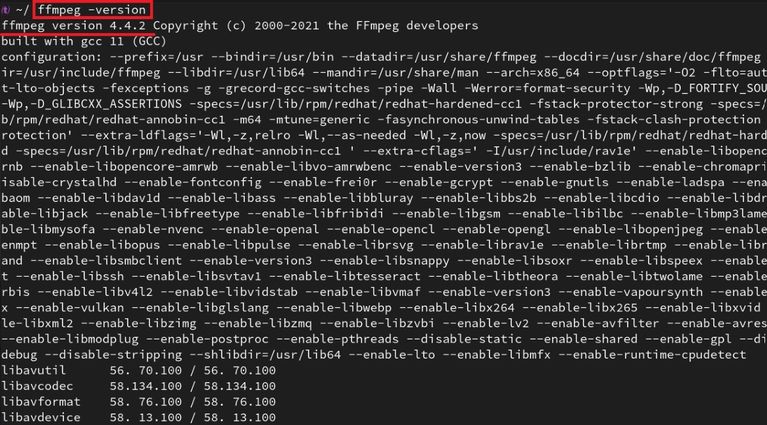 ~/ ffmpeg -version
ffmpeg version 4.4.2 Copyright (c) 2000-2021 the FFmpeg developers
built with gcc 11 (GCC)
configuration: --prefix=/usr --bindir=/usr/bin --datadir=/usr/share/ffmpeg --docdir=/usr/share/doc/ffmpeg
ir=/usr/include/ffmpeg --libdir=/usr/lib64 --mandir=/usr/share/man --arch=x86_64 --optflags='-O2 -flto=aut
t-lto-objects -fexceptions -g -grecord-gcc-switches -pipe -Wall -Werror=format-security -Wp,-D_FORTIFY_SOU
-Wp,-D_GLIBCXX_ASSERTIONS -specs=/usr/lib/rpm/redhat/redhat-hardened-cc1 -fstack-protector-strong -specs=/
b/rpm/redhat/redhat-annobin-cc1 -m64 -mtune=generic -fasynchronous-unwind-tables -fstack-clash-protection
rotection' --extra-ldflags='-Wl,-z,relro -Wl,--as-needed -Wl,-z,now -specs=/usr/lib/rpm/redhat/redhat-hard
d -specs=/usr/lib/rpm/redhat/redhat-annobin-cc1 ' --extra-cflags=' -I/usr/include/rav1e' --enable-libopenc
rnb --enable-libopencore-amrwb --enable-libvo-amrwbenc --enable-version3 --enable-bzlib --enable-chromapri
isable-crystalhd --enable-fontconfig --enable-frei0r --enable-gcrypt --enable-gnutls --enable-ladspa --ena
baom --enable-libdav1d --enable-libass --enable-libbluray --enable-libbs2b --enable-libcdio --enable-libdr
able-libjack --enable-libfreetype --enable-libfribidi --enable-libgsm --enable-libilbc --enable-libmp3lame
ble-libmysofa --enable-nvenc --enable-openal --enable-opencl --enable-opengl --enable-libopenjpeg --enable
enmpt --enable-libopus --enable-libpulse --enable-librsvg --enable-librav1e --enable-librtmp --enable-libr
and --enable-libsmbclient --enable-version3 --enable-libsnappy --enable-libsoxr --enable-libspeex --enable
t --enable-libssh --enable-libsvtav1 --enable-libtesseract --enable-libtheora --enable-libtwolame --enable
rbis --enable-libv4l2 --enable-libvidstab --enable-libvmaf --enable-version3 --enable-vapoursynth --enable
x --enable-vulkan --enable-libglslang --enable-libwebp --enable-libx264 --enable-libx265 --enable-libxvid
le-libxml2 --enable-libzimg --enable-libzmq --enable-libzvbi --enable-lv2 --enable-avfilter --enable-avres
--enable-libmodplug --enable-postproc --enable-pthreads --disable-static --enable-shared --enable-gpl --di
debug --disable-stripping --shlibdir=/usr/lib64 --enable-lto --enable-libmfx --enable-runtime-cpudetect
libavutil 56. 70.100 / 56. 70.100
libavcodec 58.134.100 / 58.134.100
libavformat 58. 76.100 / 58. 76.100
libavdevice 58. 13.100 / 58. 13.100